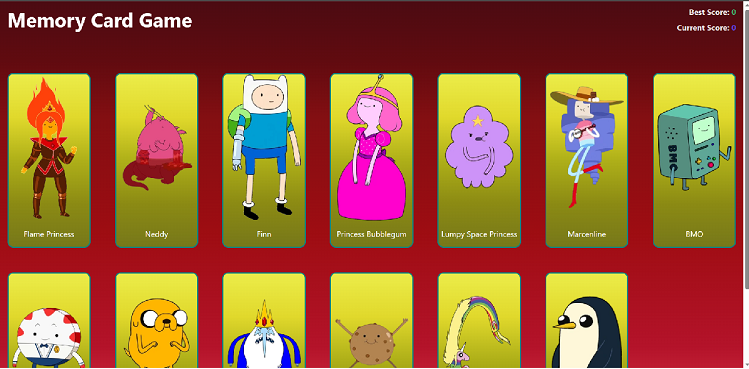 Memory Card Game
Best Score: 0
Current Score: 0
Flame Princess
Neddy
Finn
Princess Bubblegum
Lumpy Space Princess
Marcenline
BMO
BMO